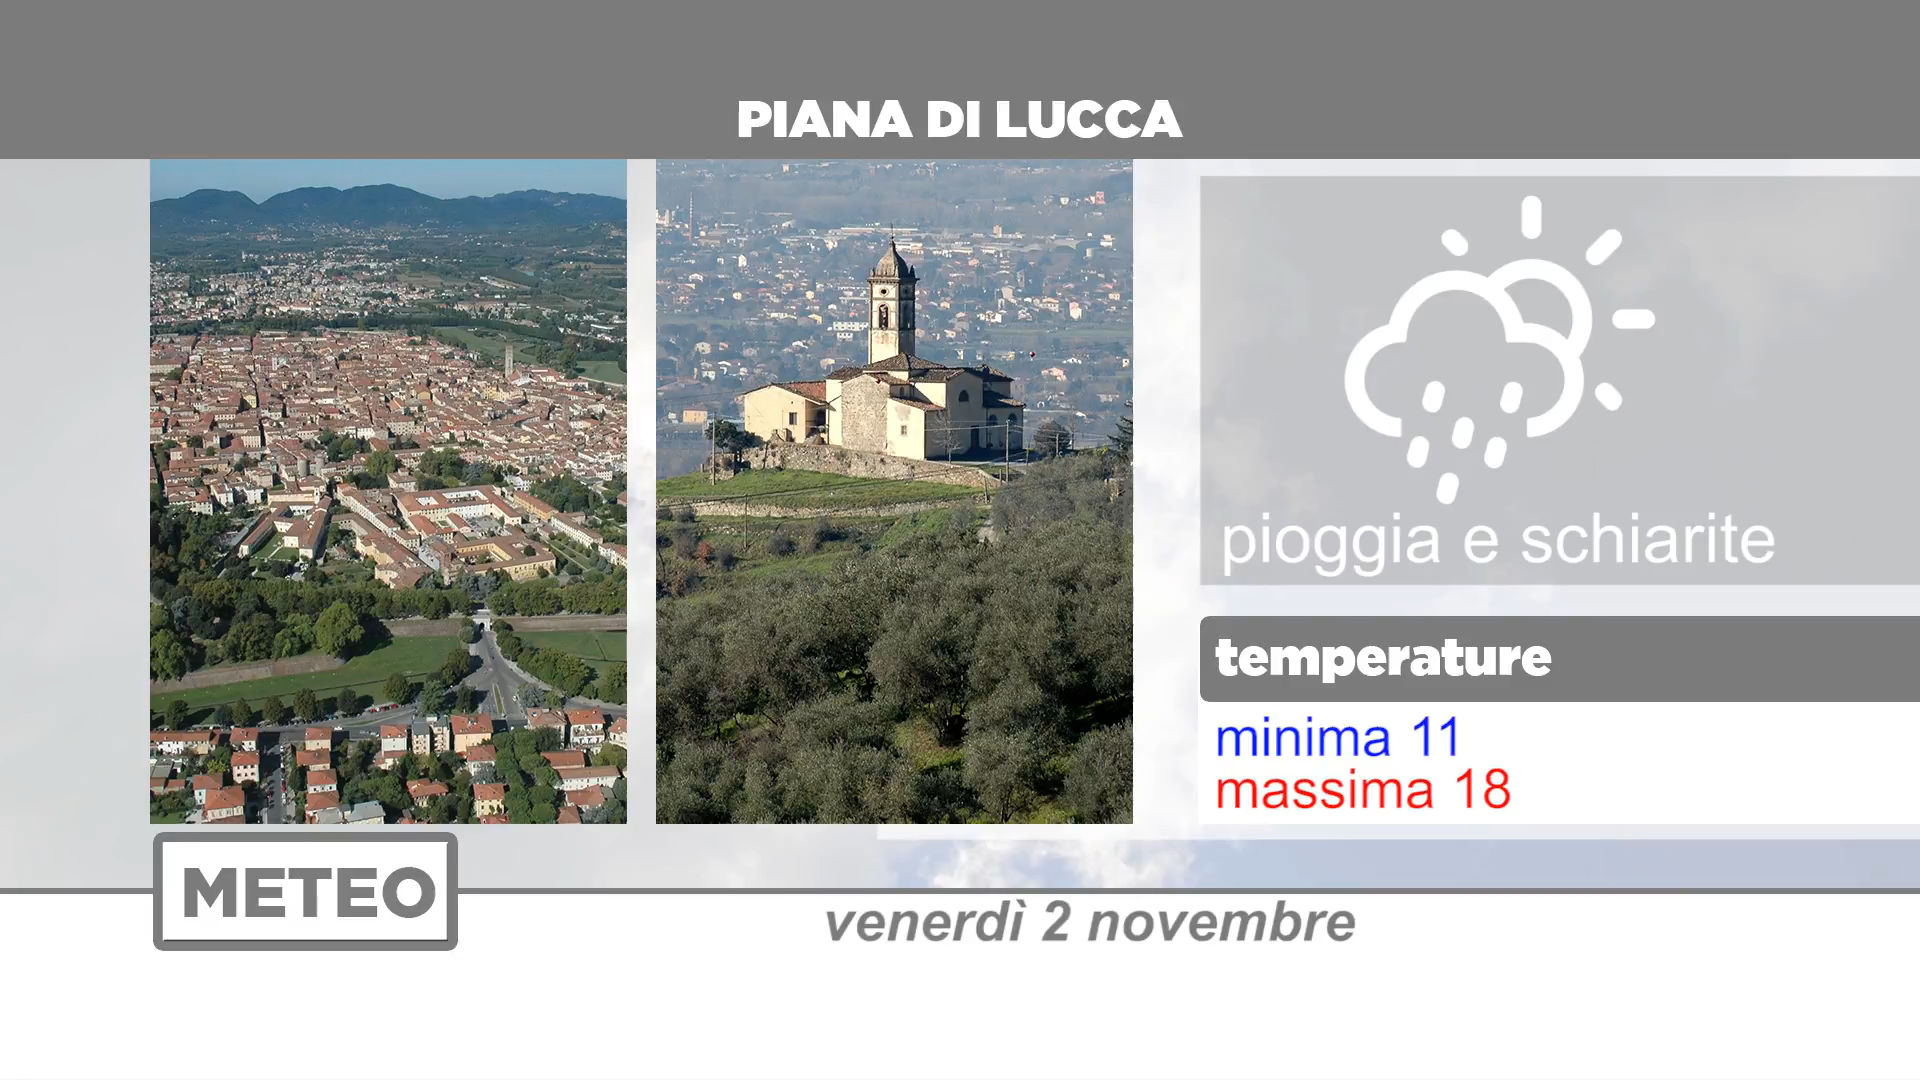 PIANA DI LUCCA
pioggia e schiarite
temperature
minima 11
massima 18
METEO
venerdì 2 novembre